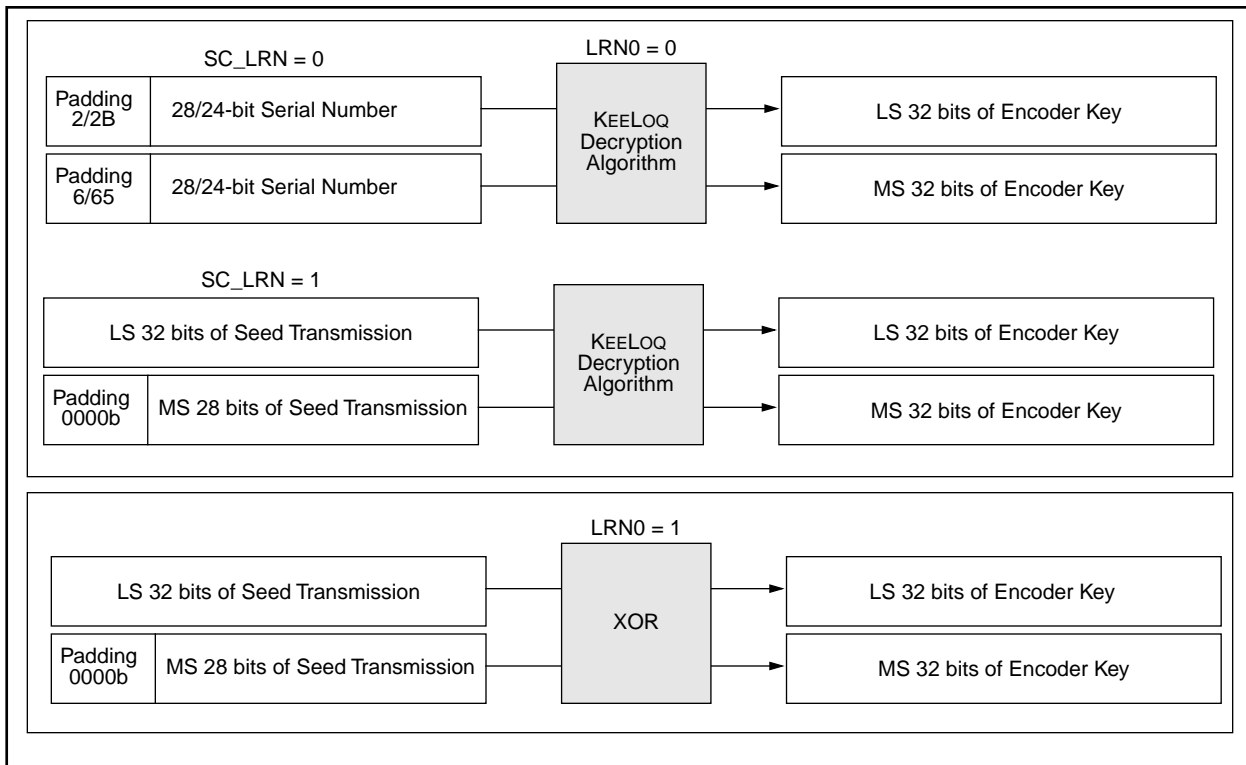 SC_LRN = 0
LRN0 = 0
Padding
2/2B
28/24-bit Serial Number
KEELOQ
Decryption
Algorithm
LS 32 bits of Encoder Key
Padding
6/65
28/24-bit Serial Number
MS 32 bits of Encoder Key
SC_LRN = 1
LS 32 bits of Seed Transmission
KEELOQ
Decryption
Algorithm
LS 32 bits of Encoder Key
Padding
0000b
MS 28 bits of Seed Transmission
MS 32 bits of Encoder Key
LRN0 = 1
LS 32 bits of Seed Transmission
XOR
LS 32 bits of Encoder Key
Padding
0000b
MS 28 bits of Seed Transmission
MS 32 bits of Encoder Key